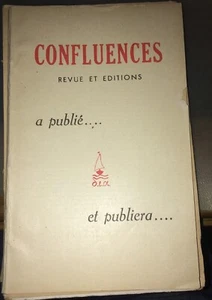 CONFLUENCES
REVUE ET EDITIONS
a publié....
et publiera....